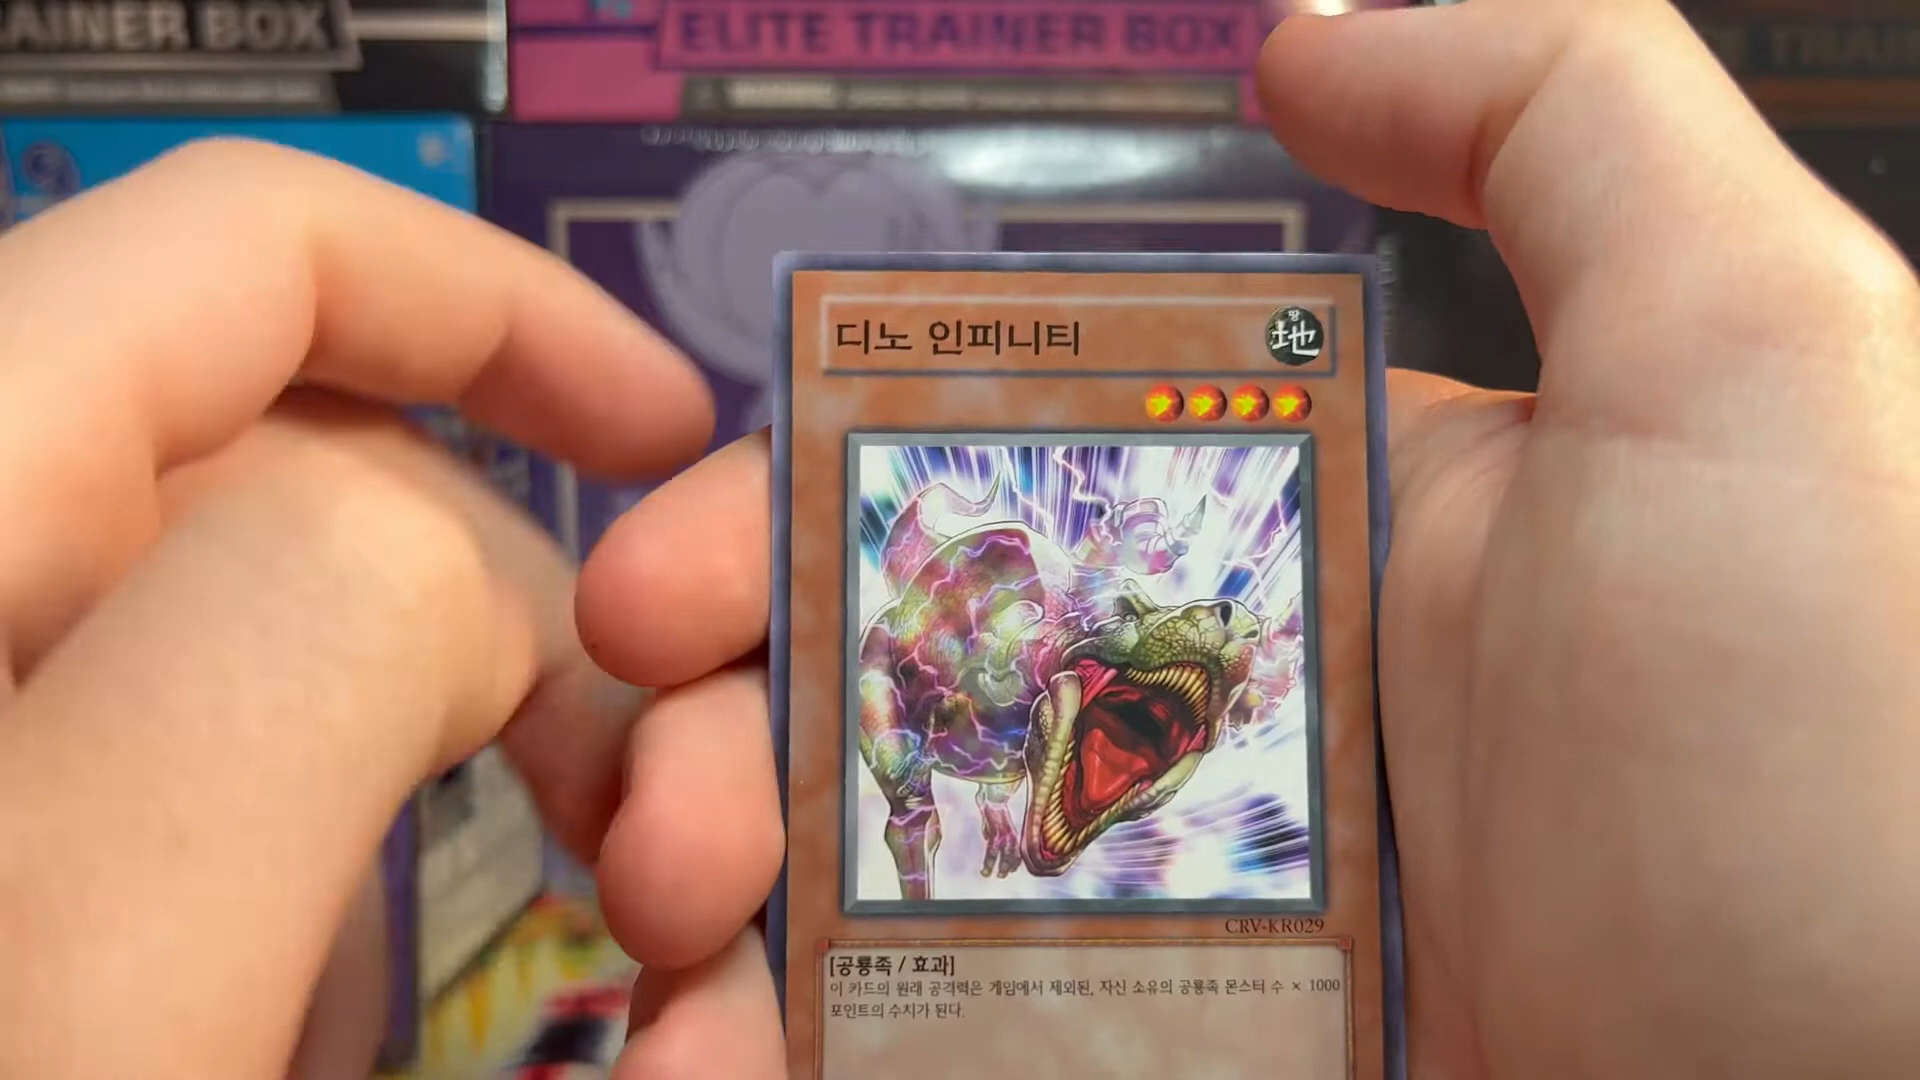 AINER BOX
ELITE TRAINER BOX
TRAIN
디노 인피니티
땅
地
CRV-KR029
[공룡족 / 효과]
이 카드의 원래 공격력은 게임에서 제외된, 자신 소유의 공룡족 몬스터 수 × 1000
포인트의 수치가 된다.